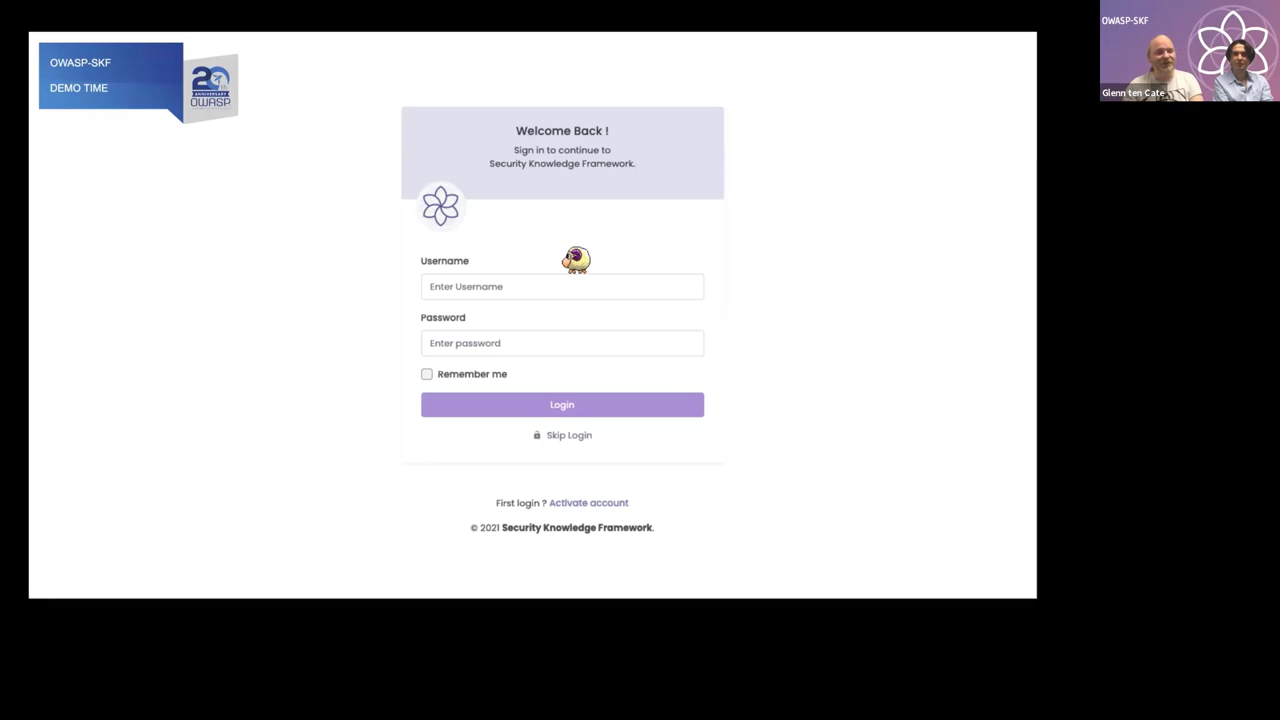 OWASP-SKF
DEMO TIME
20
ANNIVERSARY
OWASP
Welcome Back !
Sign in to continue to
Security Knowledge Framework.
Username
Enter Username
Password
Enter password
Remember me
Login
Skip Login
First login ? Activate account
© 2021 Security Knowledge Framework.
OWASP-SKF
Glenn ten Cate